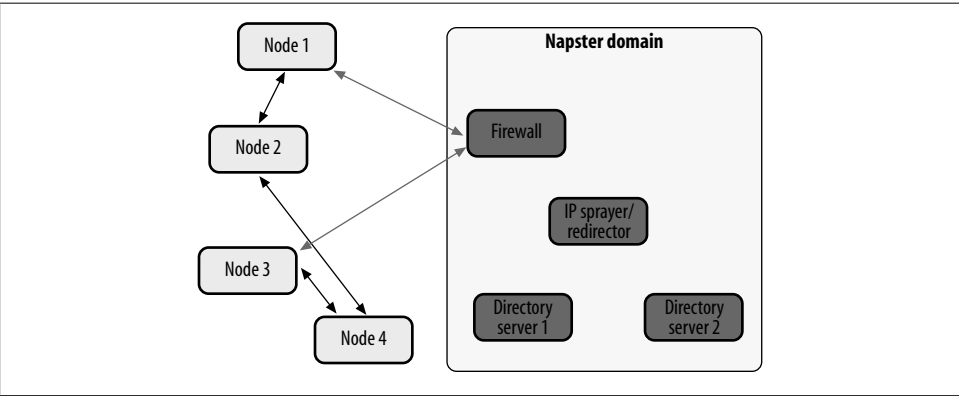 Node 1
Napster domain
Firewall
Node 2
IP sprayer/
redirector
Node 3
Directory
server 1
Directory
server 2
Node 4